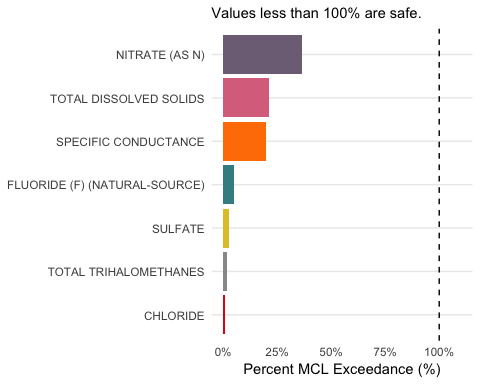 Values less than 100% are safe.
NITRATE (AS N)
TOTAL DISSOLVED SOLIDS
SPECIFIC CONDUCTANCE
FLUORIDE (F) (NATURAL-SOURCE)
SULFATE
TOTAL TRIHALOMETHANES
CHLORIDE
0% 25% 50% 75% 100%
Percent MCL Exceedance (%)